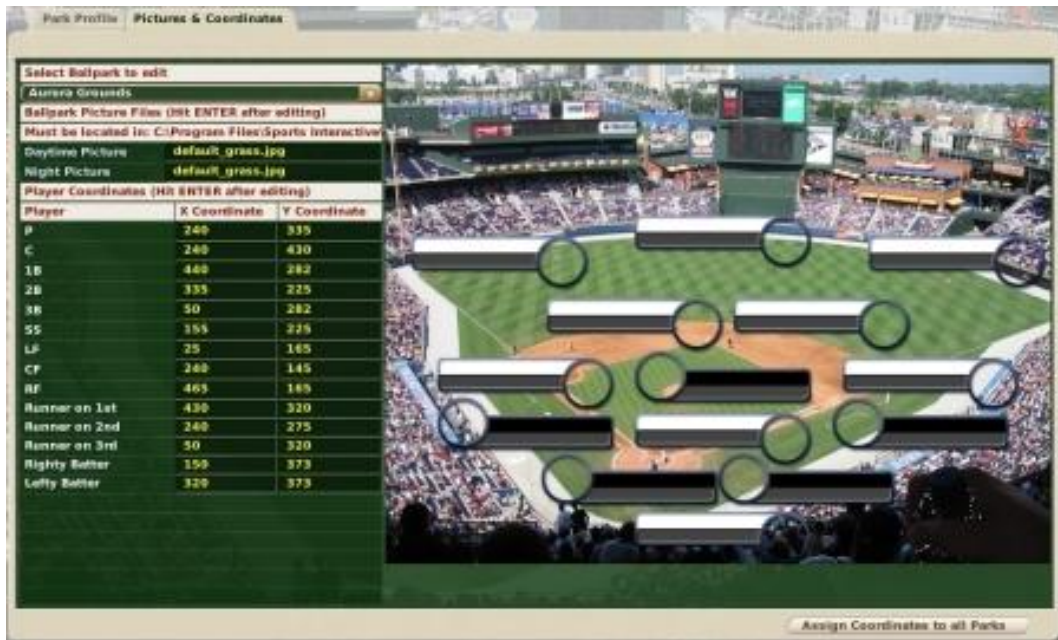 Park Profile Pictures & Coordinates
Select Ballpark to edit
Aurora Grounds
Ballpark Picture Files (Hit ENTER after editing)
Must be located in: C:\Program Files\Sports Interactive\
Daytime Picture default_grass.jpg
Night Picture default_grass.jpg
Player Coordinates (Hit ENTER after editing)
Player X Coordinate Y Coordinate
P 240 335
C 240 430
1B 440 282
2B 335 225
3B 50 282
SS 155 225
LF 25 165
CF 240 145
RF 465 165
Runner on 1st 430 320
Runner on 2nd 240 275
Runner on 3rd 50 320
Righty Batter 150 373
Lefty Batter 320 373
Assign Coordinates to all Parks